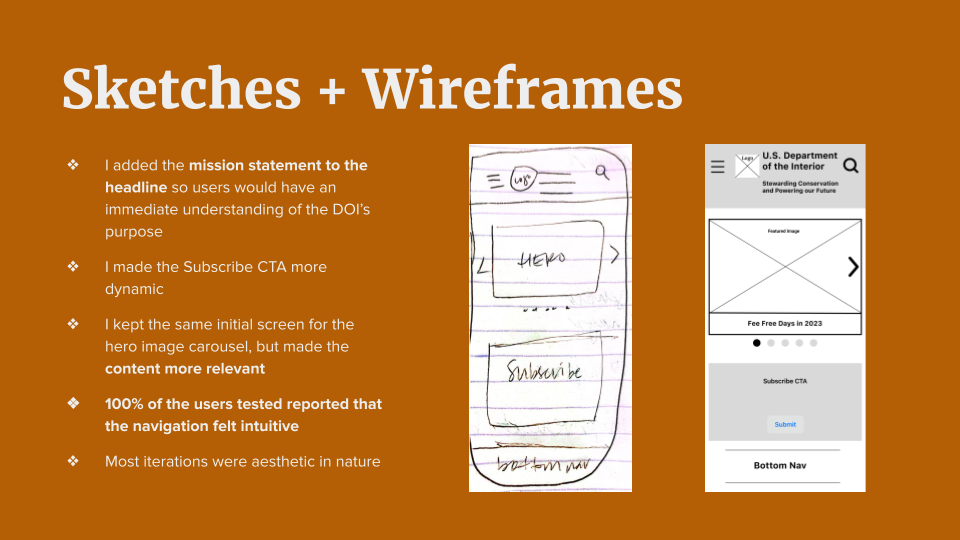 Sketches + Wireframes
❖ I added the mission statement to the
headline so users would have an
immediate understanding of the DOI's
purpose
❖ I made the Subscribe CTA more
dynamic
❖ I kept the same initial screen for the
hero image carousel, but made the
content more relevant
❖ 100% of the users tested reported that
the navigation felt intuitive
❖ Most iterations were aesthetic in nature
Logo
HERO
Subscribe
bottom nav
Logo
U.S. Department
of the Interior
Stewarding Conservation
and Powering our Future
Featured Image
Fee Free Days in 2023
Subscribe CTA
Submit
Bottom Nav